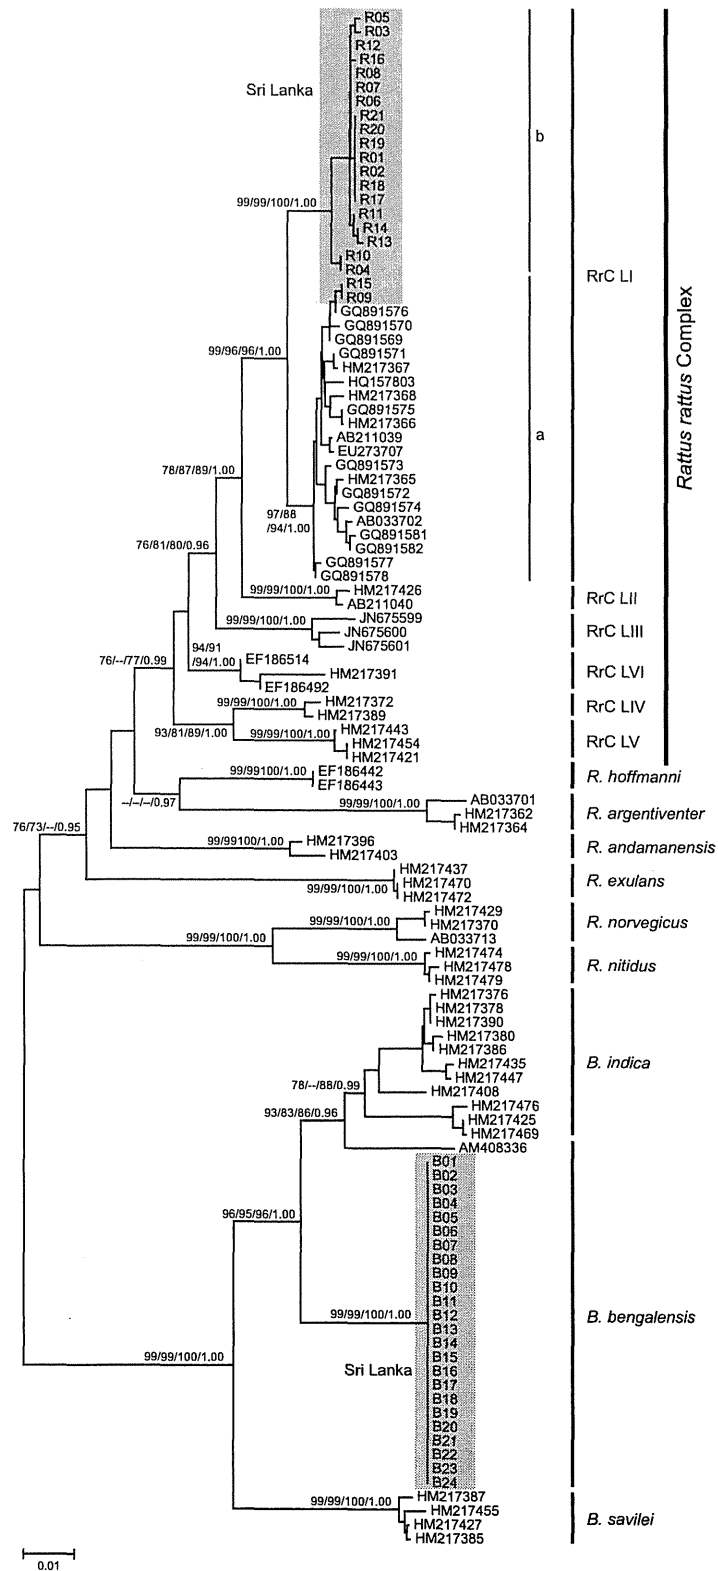 R05
R03
R12
R16
R08
Sri Lanka
R07
R06
R21
R20
b
R19
R01
R02
R18
R17
99/99/100/1.00
R11
R14
R13
R10
R04
RrC LI
R15
R09
GQ891576
GQ891570
GQ891569
99/96/96/1.00
GQ891571
HM217367
HQ157803
HM217368
GQ891575
HM217366
AB211039
a
EU273707
GQ891573
78/87/89/1.00
HM217365
GQ891572
GQ891574
97/88
/94/1.00
AB033702
GQ891581
76/81/80/0.96
GQ891582
GQ891577
GQ891578
99/99/100/1.00
HM217426
AB211040
RrC LII
99/99/100/1.00
JN675599
JN675600
JN675601
RrC LIII
94/91
/94/1.00
76/--/77/0.99
EF186514
HM217391
EF186492
RrC LVI
99/99/100/1.00
HM217372
HM217389
RrC LIV
93/81/89/1.00
99/99/100/1.00
HM217443
HM217454
HM217421
RrC LV
Rattus rattus Complex
99/99100/1.00
EF186442
EF186443
R. hoffmanni
--/--/--/0.97
99/99/100/1.00
AB033701
HM217362
HM217364
R. argentiventer
76/73/--/0.95
99/99100/1.00
HM217396
HM217403
R. andamanensis
HM217437
HM217470
HM217472
99/99/100/1.00
R. exulans
99/99/100/1.00
HM217429
HM217370
AB033713
R. norvegicus
99/99/100/1.00
99/99/100/1.00
HM217474
HM217478
HM217479
R. nitidus
HM217376
HM217378
HM217390
HM217380
HM217386
HM217435
HM217447
B. indica
78/--/88/0.99
HM217408
HM217476
93/83/86/0.96
HM217425
HM217469
AM408336
B01
B02
B03
B04
96/95/96/1.00
B05
B06
B07
B08
B09
B10
B11
99/99/100/1.00
B12
B13
B. bengalensis
B14
99/99/100/1.00
B15
Sri Lanka
B16
B17
B18
B19
B20
B21
B22
B23
B24
99/99/100/1.00
HM217387
HM217455
HM217427
HM217385
B. savilei
0.01